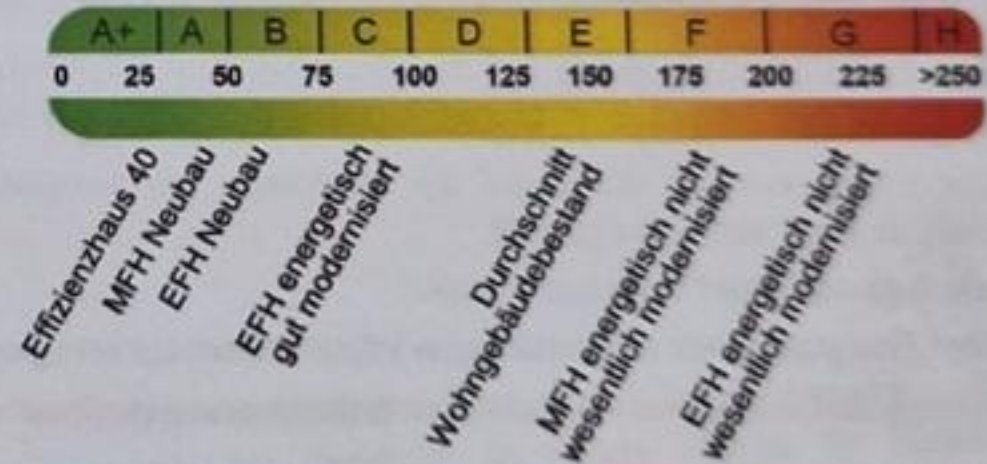 A+ A B C D E F G H
0 25 50 75 100 125 150 175 200 225 >250
Effizienzhaus 40
MFH Neubau
EFH Neubau
EFH energetisch
gut modernisiert
Durchschnitt
Wohngebäudebestand
MFH energetisch nicht
wesentlich modernisiert
EFH energetisch nicht
wesentlich modernisiert